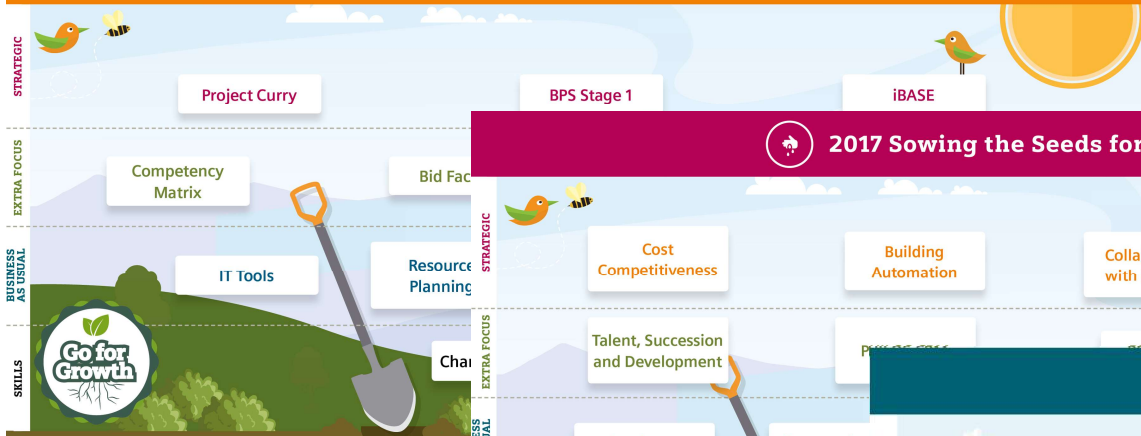 STRATEGIC
Project Curry
BPS Stage 1
iBASE
EXTRA FOCUS
Competency
Matrix
Bid Fac
BUSINESS
AS USUAL
IT Tools
Resource
Planning
SKILLS
Go for
Growth
Char
2017 Sowing the Seeds for
STRATEGIC
Cost
Competitiveness
Building
Automation
Colla
with
EXTRA FOCUS
Talent, Succession
and Development